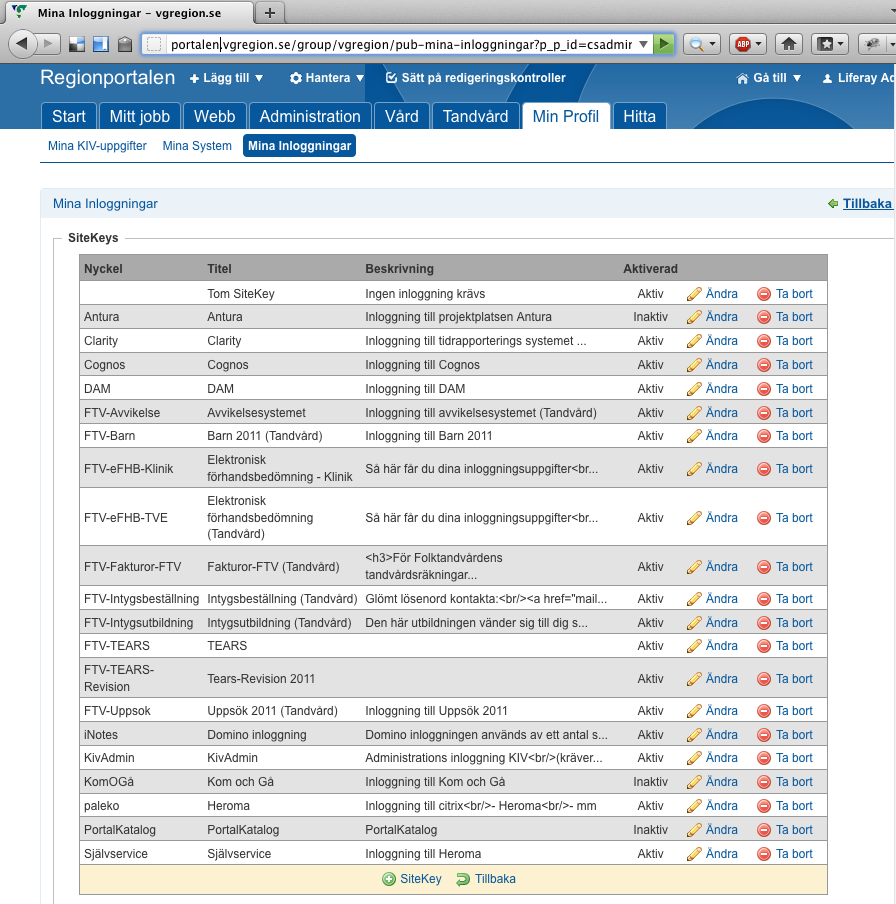 Mina Inloggningar – vgregion.se
portalen.vgregion.se/group/vgregion/pub-mina-inloggningar?p_p_id=csadmir
ABP
Regionportalen Lägg till Hantera Sätt på redigeringskontroller Gå till Liferay Ad
Start Mitt jobb Webb Administration Vård Tandvård Min Profil Hitta
Mina KIV-uppgifter Mina System Mina Inloggningar
Mina Inloggningar Tillbaka
SiteKeys
Nyckel Titel Beskrivning Aktiverad
Tom SiteKey Ingen inloggning krävs Aktiv Ändra Ta bort
Antura Antura Inloggning till projektplatsen Antura Inaktiv Ändra Ta bort
Clarity Clarity Inloggning till tidrapporterings systemet ... Aktiv Ändra Ta bort
Cognos Cognos Inloggning till Cognos Aktiv Ändra Ta bort
DAM DAM Inloggning till DAM Aktiv Ändra Ta bort
FTV-Avvikelse Avvikelsesystemet Inloggning till avvikelsesystemet (Tandvård) Aktiv Ändra Ta bort
FTV-Barn Barn 2011 (Tandvård) Inloggning till Barn 2011 Aktiv Ändra Ta bort
FTV-eFHB-Klinik Elektronisk
förhandsbedömning - Klinik Så här får du dina inloggningsuppgifter<br... Aktiv Ändra Ta bort
FTV-eFHB-TVE Elektronisk
förhandsbedömning
(Tandvård) Så här får du dina inloggningsuppgifter<br... Aktiv Ändra Ta bort
FTV-Fakturor-FTV Fakturor-FTV (Tandvård) <h3>För Folktandvårdens
tandvårdsräkningar... Aktiv Ändra Ta bort
FTV-Intygsbeställning Intygsbeställning (Tandvård) Glömt lösenord kontakta:<br/><a href="mail... Aktiv Ändra Ta bort
FTV-Intygsutbildning Intygsutbildning (Tandvård) Den här utbildningen vänder sig till dig s... Aktiv Ändra Ta bort
FTV-TEARS TEARS Aktiv Ändra Ta bort
FTV-TEARS-
Revision Tears-Revision 2011 Aktiv Ändra Ta bort
FTV-Uppsok Uppsök 2011 (Tandvård) Inloggning till Uppsök 2011 Aktiv Ändra Ta bort
iNotes Domino inloggning Domino inloggningen används av ett antal s... Aktiv Ändra Ta bort
KivAdmin KivAdmin Administrations inloggning KIV<br/>(kräver... Aktiv Ändra Ta bort
KomOGå Kom och Gå Inloggning till Kom och Gå Inaktiv Ändra Ta bort
paleko Heroma Inloggning till citrix<br/>- Heroma<br/>- mm Aktiv Ändra Ta bort
PortalKatalog PortalKatalog PortalKatalog Inaktiv Ändra Ta bort
Självservice Självservice Inloggning till Heroma Aktiv Ändra Ta bort
SiteKey Tillbaka